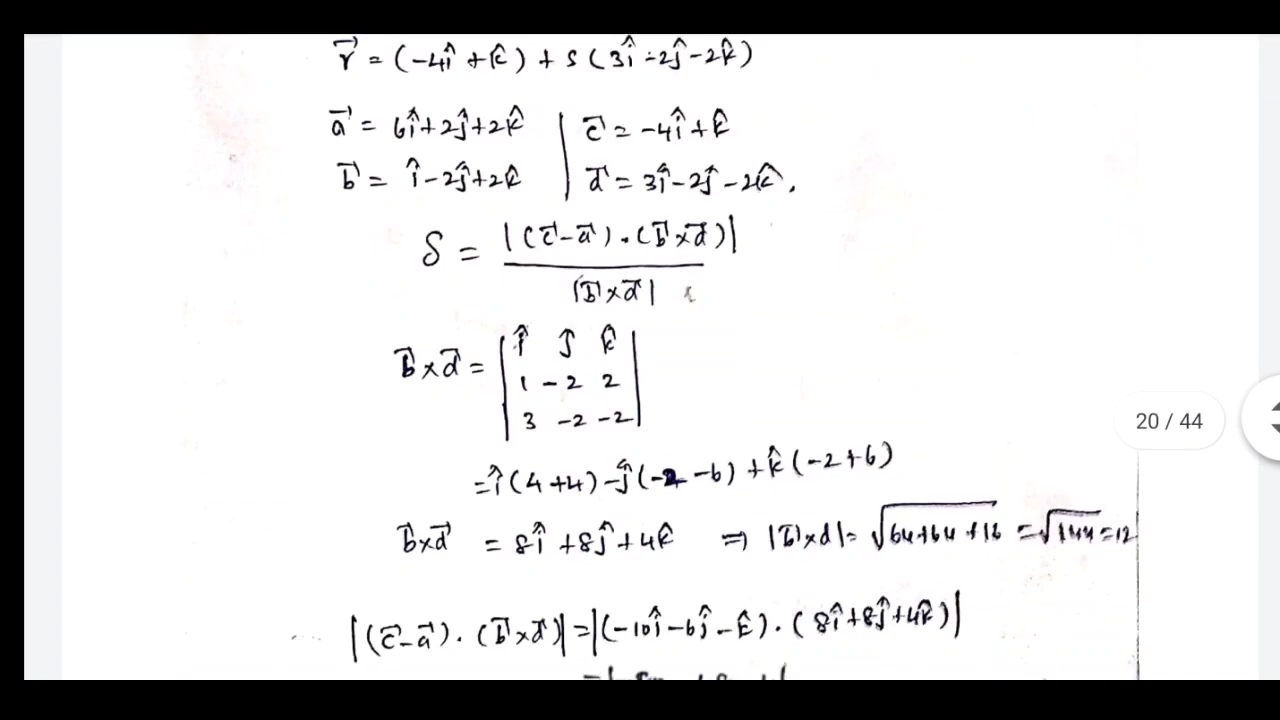 r⃗ = (-4î + k̂) + s (3î - 2ĵ - 2k̂)
a⃗ = 6î + 2ĵ + 2k̂ | c⃗ = -4î + k̂
b⃗ = î - 2ĵ + 2k̂ | d⃗ = 3î - 2ĵ - 2k̂.
δ = |(c⃗ - a⃗) . (b⃗ × d⃗)|
|b⃗ × d⃗|
b⃗ × d⃗ = | î ĵ k̂ |
1 -2 2
3 -2 -2
= î (4+4) - ĵ (-2 -6) + k̂ (-2+6)
20 / 44
b⃗ × d⃗ = 8î + 8ĵ + 4k̂ ⇒ |b⃗ × d| = √64+64+16 = √144 = 12
|(c⃗ - a⃗) . (b⃗ × d⃗)| = |(-10î - 6ĵ - k̂) . (8î + 8ĵ + 4k̂)|